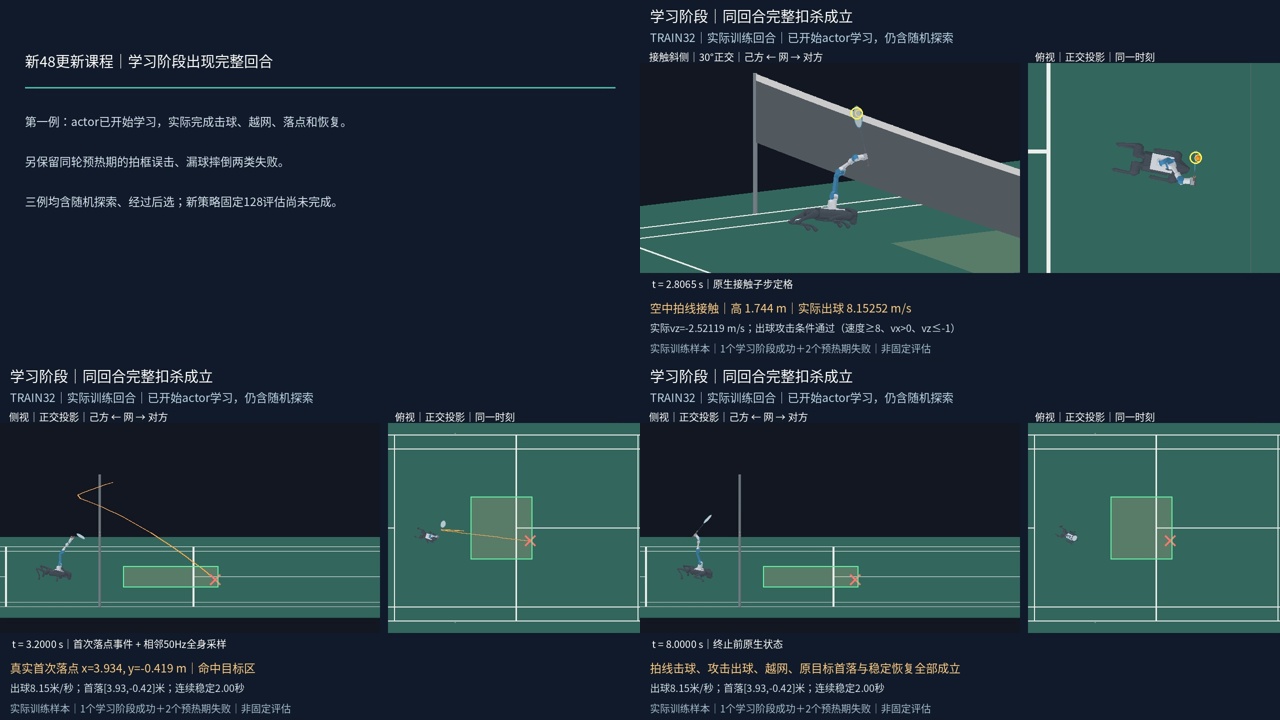 新48更新课程｜学习阶段出现完整回合
第一例：actor已开始学习，实际完成击球、越网、落点和恢复。
另保留同轮预热期的拍框误击、漏球摔倒两类失败。
三例均含随机探索、经过后选；新策略固定128评估尚未完成。
学习阶段｜同回合完整扣杀成立
TRAIN32｜实际训练回合｜已开始actor学习，仍含随机探索
接触斜侧｜30°正交｜己方 ← 网 → 对方
俯视｜正交投影｜同一时刻
t = 2.8065 s｜原生接触子步定格
空中拍线接触｜高 1.744 m｜实际出球 8.15252 m/s
实际vz=-2.52119 m/s；出球攻击条件通过（速度≥8、vx>0、vz≤-1）
实际训练样本｜1个学习阶段成功＋2个预热期失败｜非固定评估
学习阶段｜同回合完整扣杀成立
TRAIN32｜实际训练回合｜已开始actor学习，仍含随机探索
侧视｜正交投影｜己方 ← 网 → 对方
俯视｜正交投影｜同一时刻
t = 3.2000 s｜首次落点事件 + 相邻50Hz全身采样
真实首次落点 x=3.934, y=-0.419 m｜命中目标区
出球8.15米/秒；首落[3.93,-0.42]米；连续稳定2.00秒
实际训练样本｜1个学习阶段成功＋2个预热期失败｜非固定评估
学习阶段｜同回合完整扣杀成立
TRAIN32｜实际训练回合｜已开始actor学习，仍含随机探索
侧视｜正交投影｜己方 ← 网 → 对方
俯视｜正交投影｜同一时刻
t = 8.0000 s｜终止前原生状态
拍线击球、攻击出球、越网、原目标首落与稳定恢复全部成立
出球8.15米/秒；首落[3.93,-0.42]米；连续稳定2.00秒
实际训练样本｜1个学习阶段成功＋2个预热期失败｜非固定评估